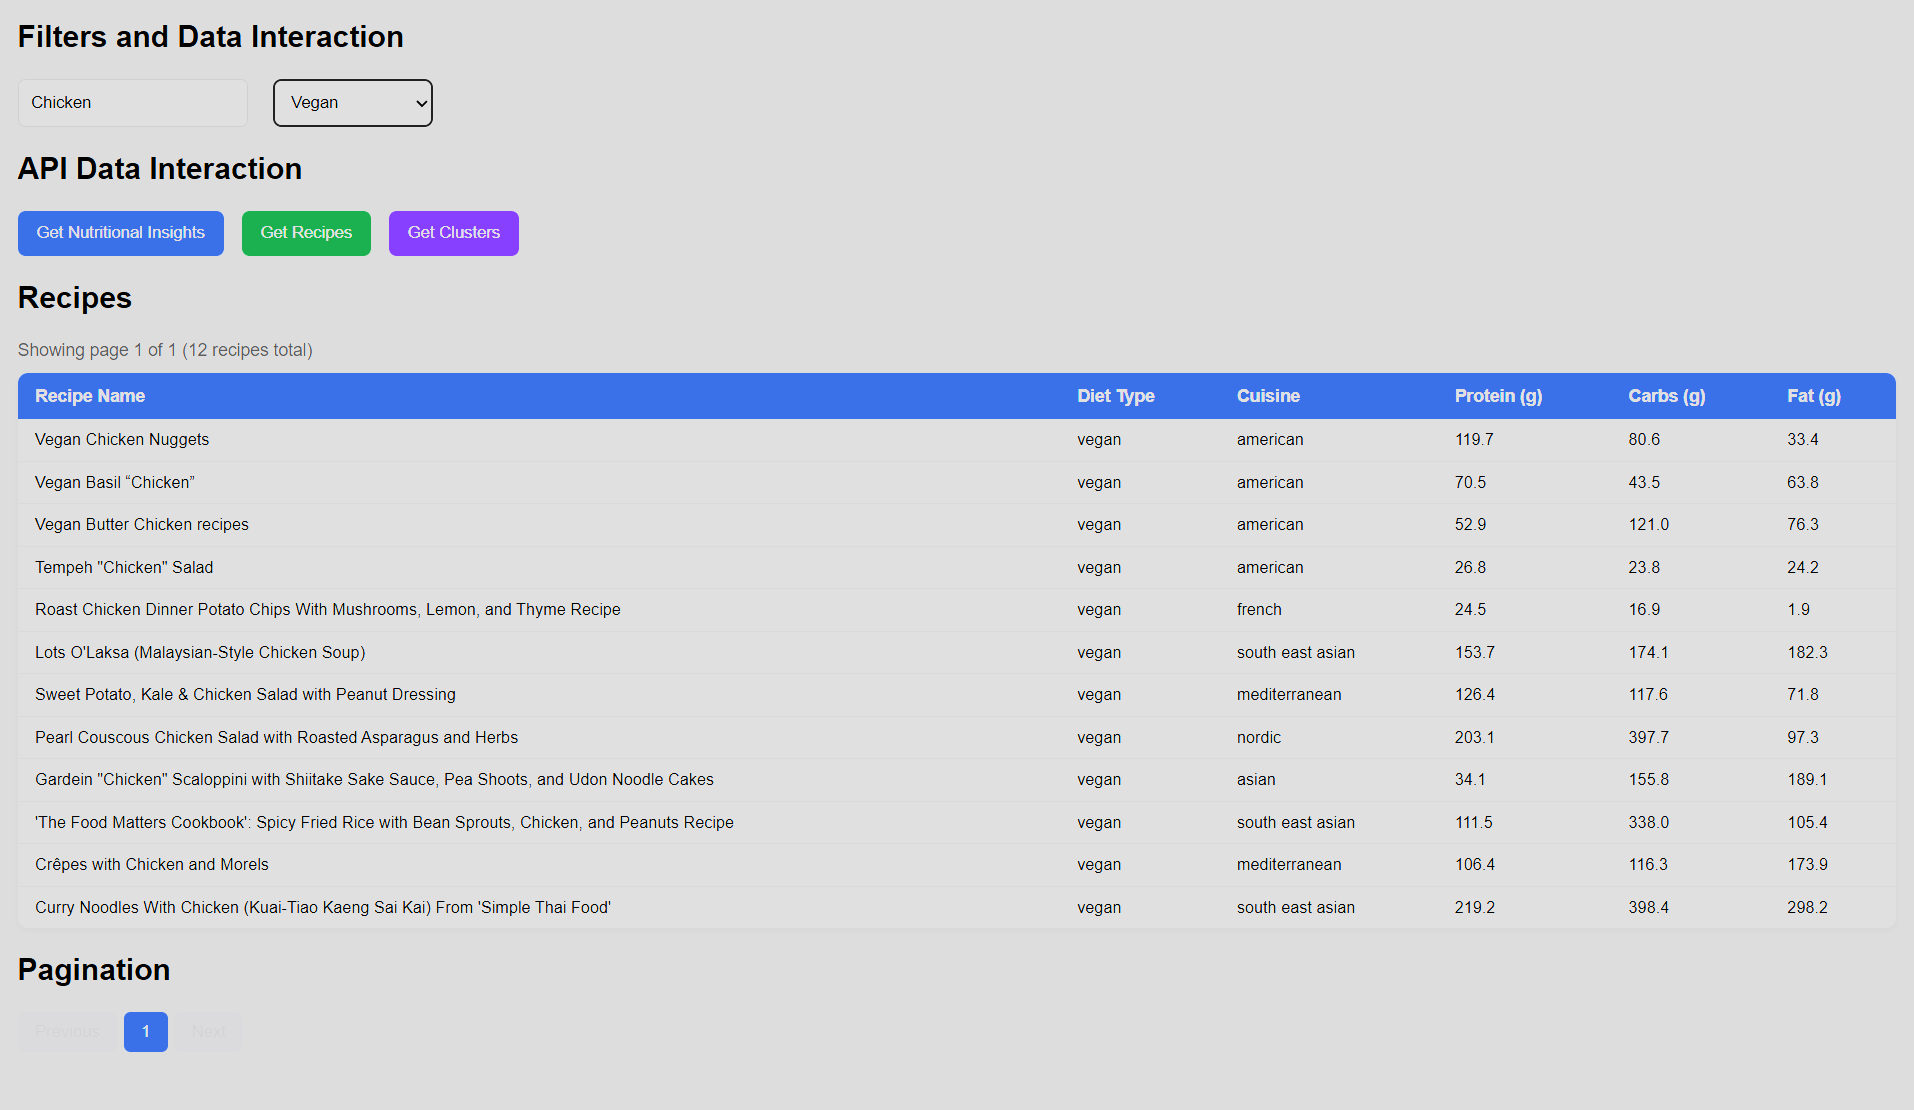 Filters and Data Interaction
Chicken Vegan
API Data Interaction
Get Nutritional Insights Get Recipes Get Clusters
Recipes
Showing page 1 of 1 (12 recipes total)
Recipe Name Diet Type Cuisine Protein (g) Carbs (g) Fat (g)
Vegan Chicken Nuggets vegan american 119.7 80.6 33.4
Vegan Basil “Chicken” vegan american 70.5 43.5 63.8
Vegan Butter Chicken recipes vegan american 52.9 121.0 76.3
Tempeh "Chicken" Salad vegan american 26.8 23.8 24.2
Roast Chicken Dinner Potato Chips With Mushrooms, Lemon, and Thyme Recipe vegan french 24.5 16.9 1.9
Lots O'Laksa (Malaysian-Style Chicken Soup) vegan south east asian 153.7 174.1 182.3
Sweet Potato, Kale & Chicken Salad with Peanut Dressing vegan mediterranean 126.4 117.6 71.8
Pearl Couscous Chicken Salad with Roasted Asparagus and Herbs vegan nordic 203.1 397.7 97.3
Gardein "Chicken" Scaloppini with Shiitake Sake Sauce, Pea Shoots, and Udon Noodle Cakes vegan asian 34.1 155.8 189.1
'The Food Matters Cookbook': Spicy Fried Rice with Bean Sprouts, Chicken, and Peanuts Recipe vegan south east asian 111.5 338.0 105.4
Crêpes with Chicken and Morels vegan mediterranean 106.4 116.3 173.9
Curry Noodles With Chicken (Kuai-Tiao Kaeng Sai Kai) From 'Simple Thai Food' vegan south east asian 219.2 398.4 298.2
Pagination
Previous 1 Next